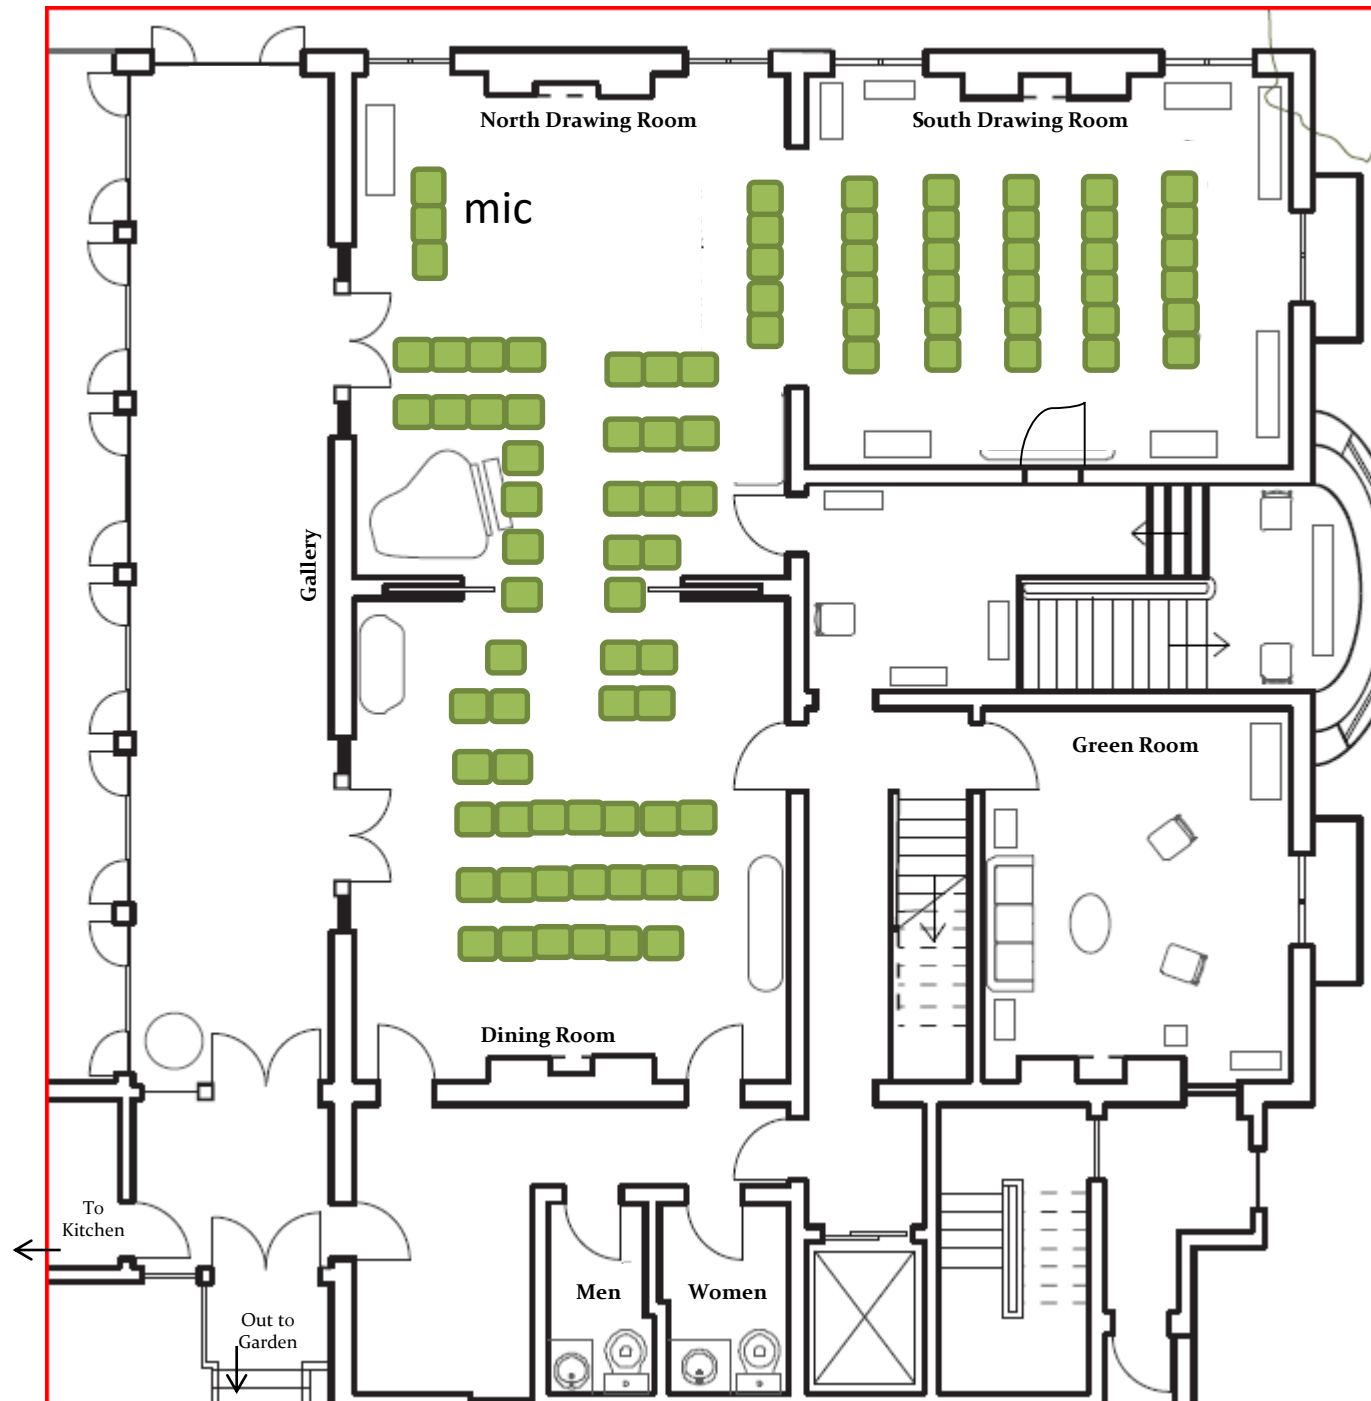 North Drawing Room
South Drawing Room
mic
Gallery
Green Room
Dining Room
To
Kitchen
Men
Women
Out to
Garden